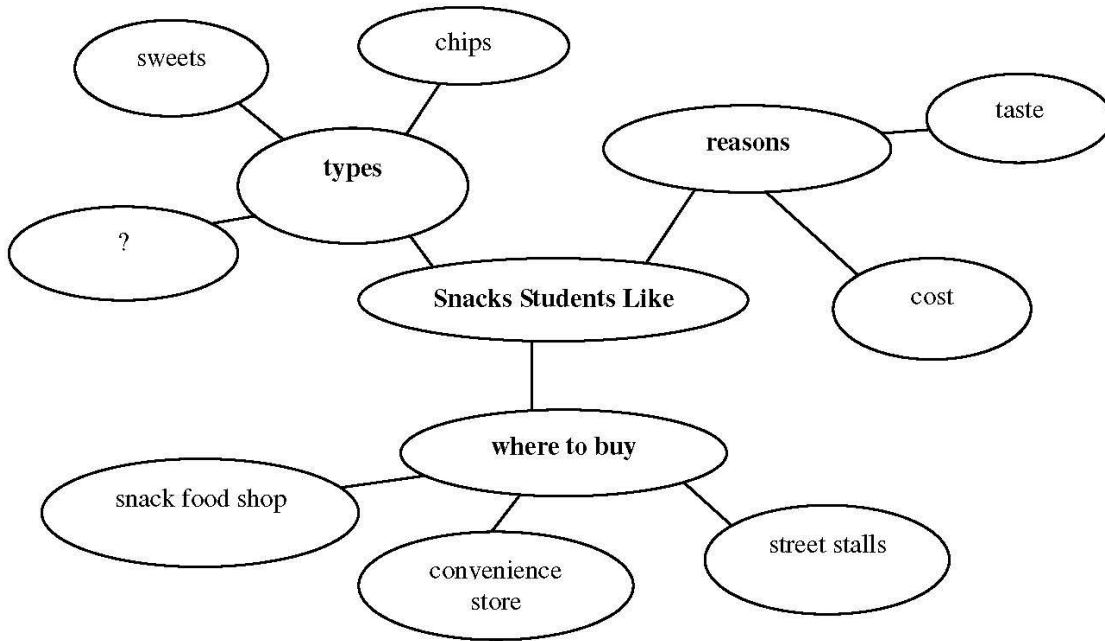 chips
sweets
taste
reasons
types
?
Snacks Students Like
cost
where to buy
snack food shop
street stalls
convenience
store